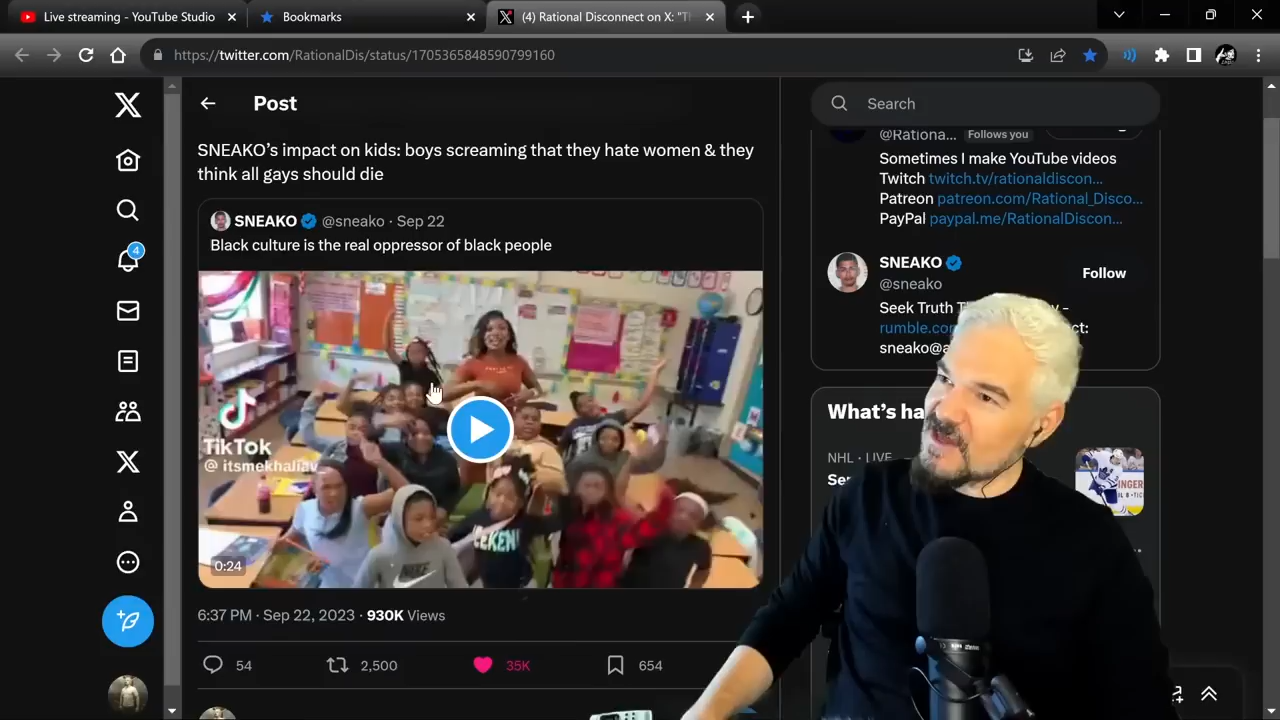 Live streaming - YouTube Studio
Bookmarks
(4) Rational Disconnect on X: "Th
https://twitter.com/RationalDis/status/1705365848590799160
Post
Search
SNEAKO's impact on kids: boys screaming that they hate women & they
think all gays should die
SNEAKO @sneako · Sep 22
Black culture is the real oppressor of black people
TikTok
@itsmekhaliav
NIKE
0:24
6:37 PM · Sep 22, 2023 · 930K Views
54
2,500
35K
654
4
@Rationa...
Follows you
Sometimes I make YouTube videos
Twitch twitch.tv/rationaldiscon...
Patreon patreon.com/Rational_Disco...
PayPal paypal.me/RationalDiscon...
SNEAKO
@sneako
Follow
Seek Truth
rumble.co
sneako@a
What's ha
NHL · LIVE
Ser